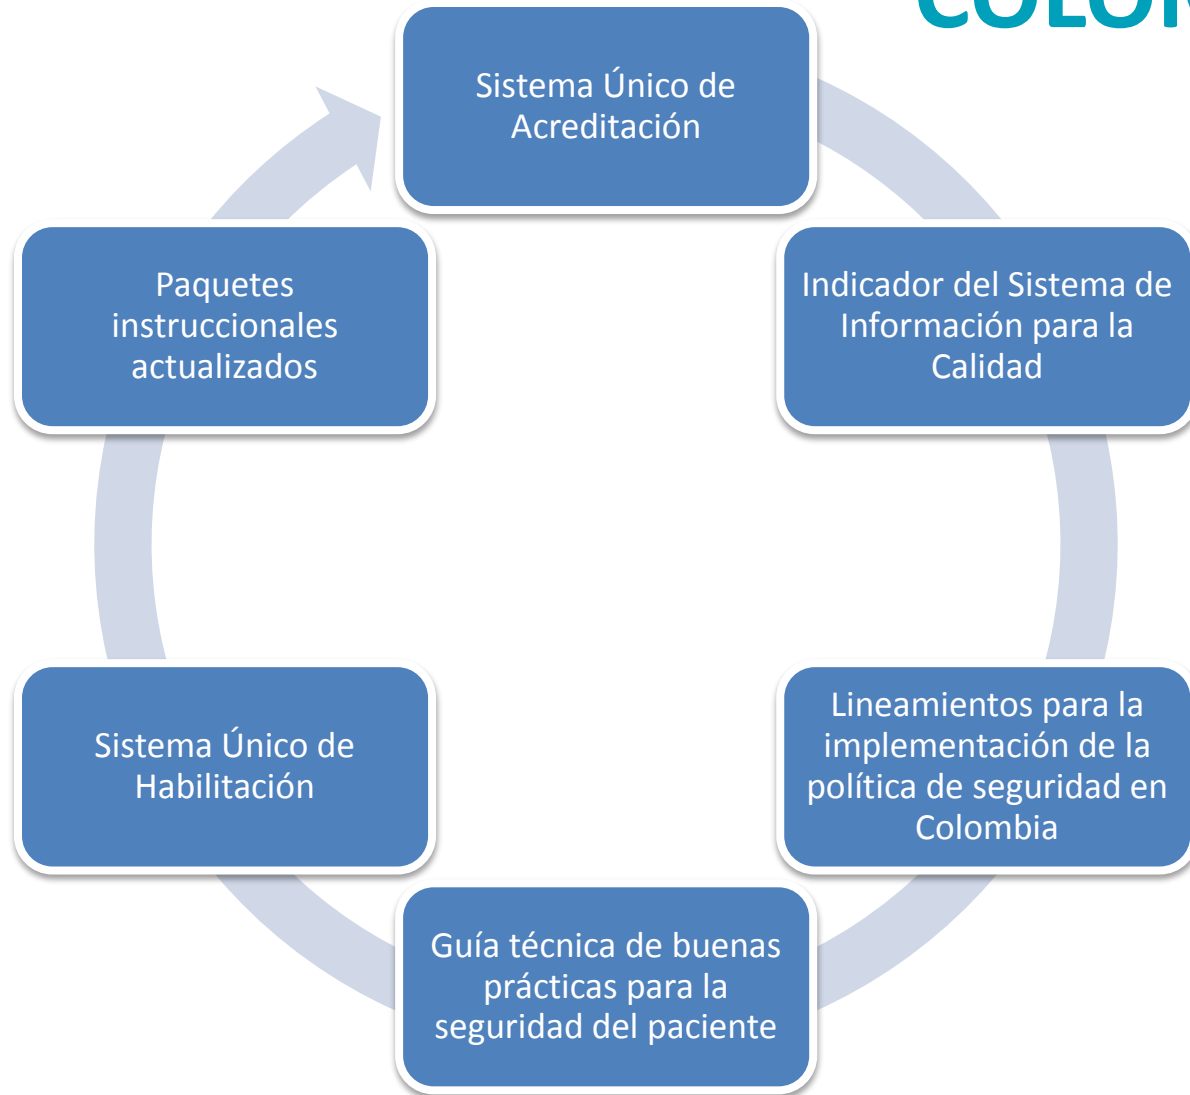 Sistema Único de
Acreditación
Indicador del Sistema de
Información para la
Calidad
Lineamientos para la
implementación de la
política de seguridad en
Colombia
Guía técnica de buenas
prácticas para la
seguridad del paciente
Sistema Único de
Habilitación
Paquetes
instruccionales
actualizados